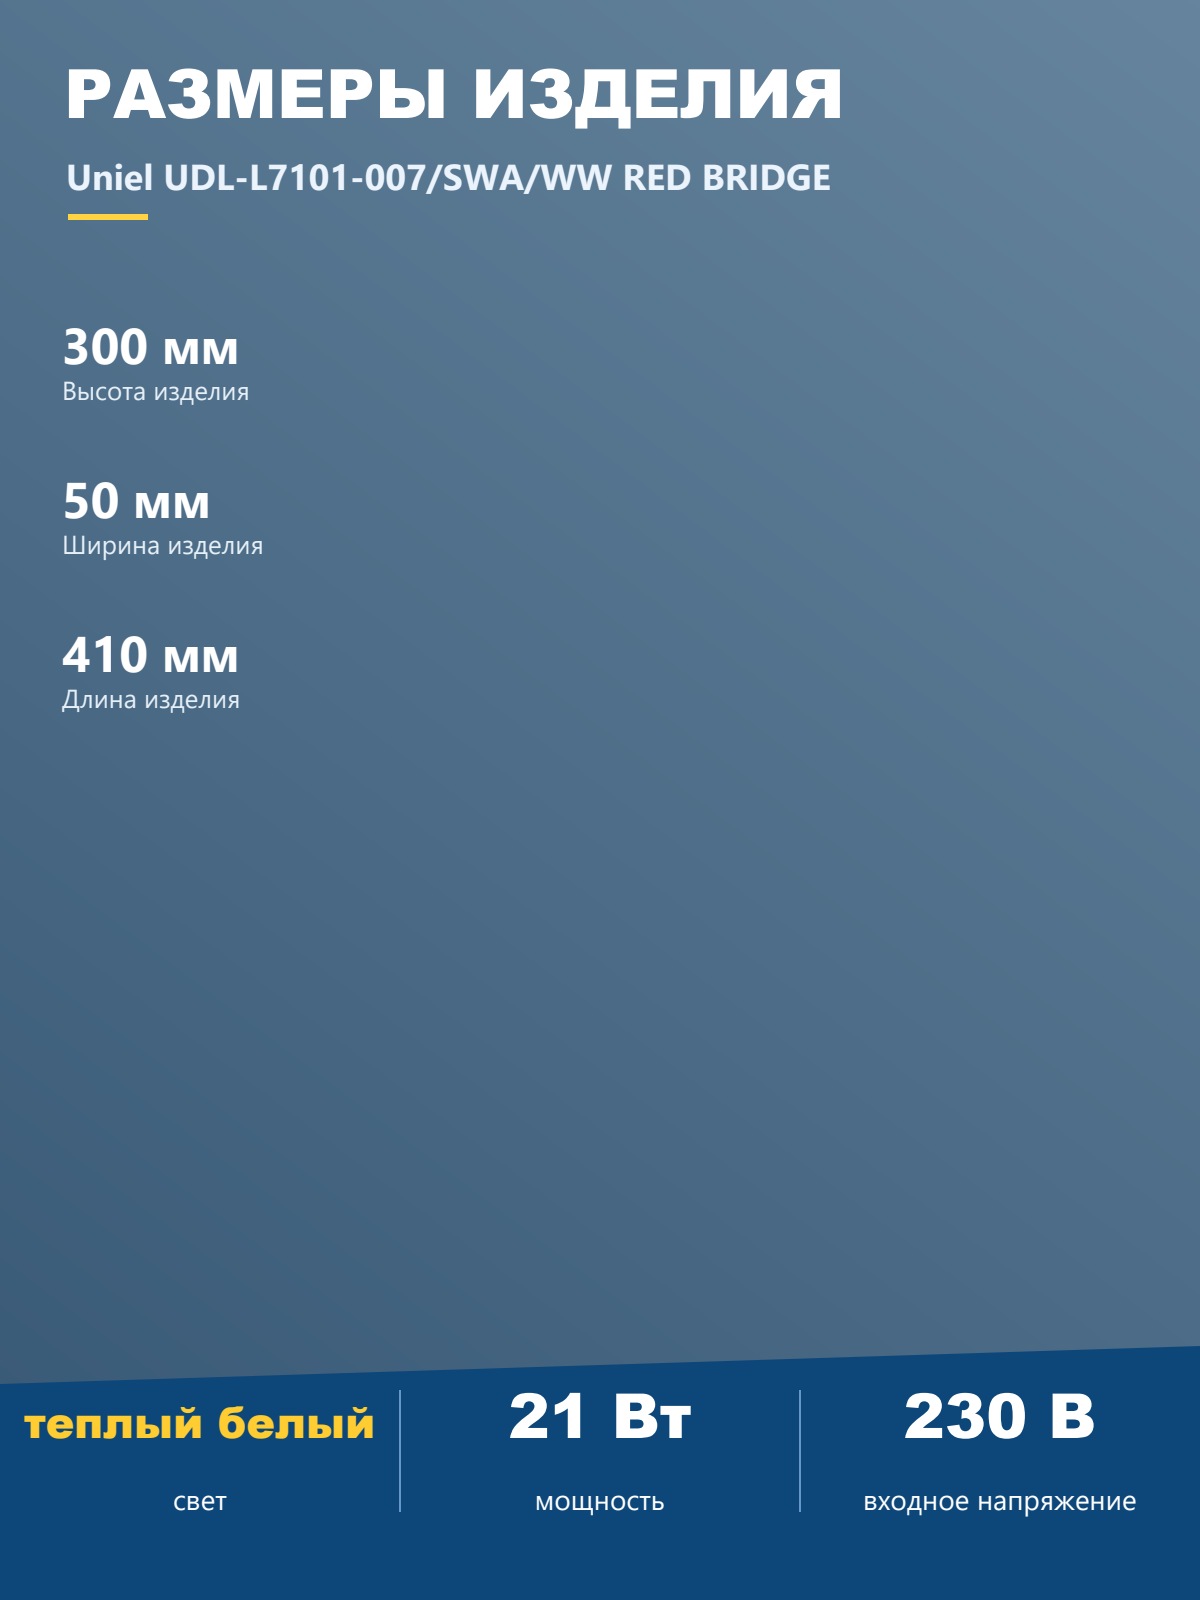 РАЗМЕРЫ ИЗДЕЛИЯ
Uniel UDL-L7101-007/SWA/WW RED BRIDGE
300 мм
Высота изделия
50 мм
Ширина изделия
410 мм
Длина изделия
теплый белый
свет
21 Вт
мощность
230 В
входное напряжение